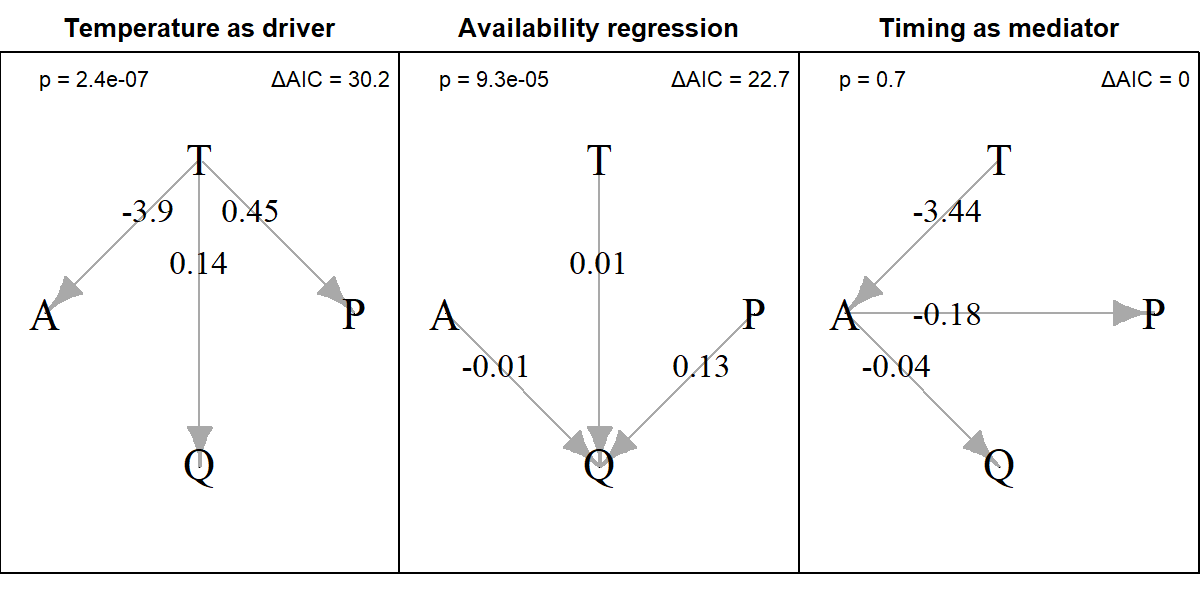 Temperature as driver
p = 2.4e-07
ΔAIC = 30.2
T
-3.9
0.45
0.14
A
P
Q
Availability regression
p = 9.3e-05
ΔAIC = 22.7
T
0.01
A
P
-0.01
0.13
Q
Timing as mediator
p = 0.7
ΔAIC = 0
T
-3.44
A
-0.18
P
-0.04
Q